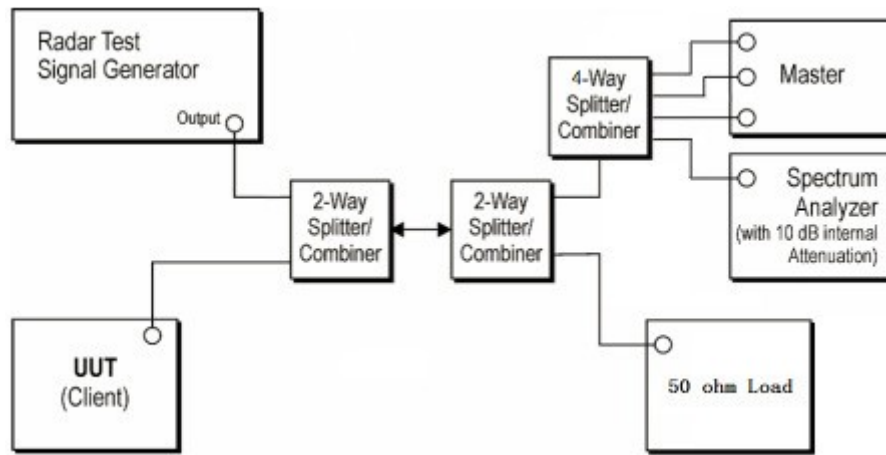 Radar Test
Signal Generator
Output
4-Way
Splitter/
Combiner
Master
2-Way
Splitter/
Combiner
2-Way
Splitter/
Combiner
Spectrum
Analyzer
(with 10 dB internal
Attenuation)
UUT
(Client)
50 ohm Load